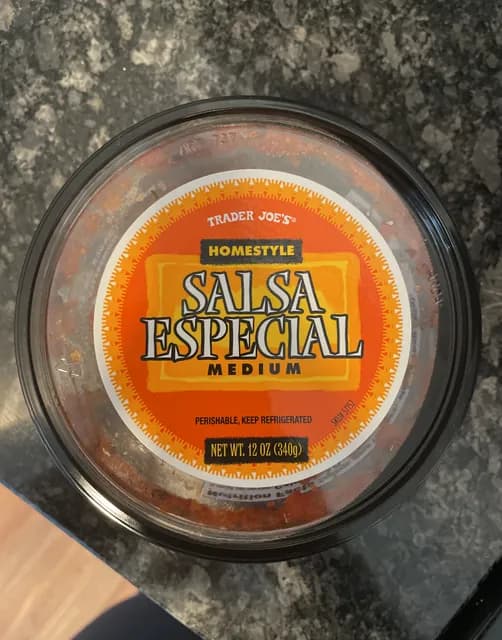 TRADER JOE'S®
HOMESTYLE
SALSA
ESPECIAL
MEDIUM
PERISHABLE, KEEP REFRIGERATED
NET WT. 12 OZ (340g)